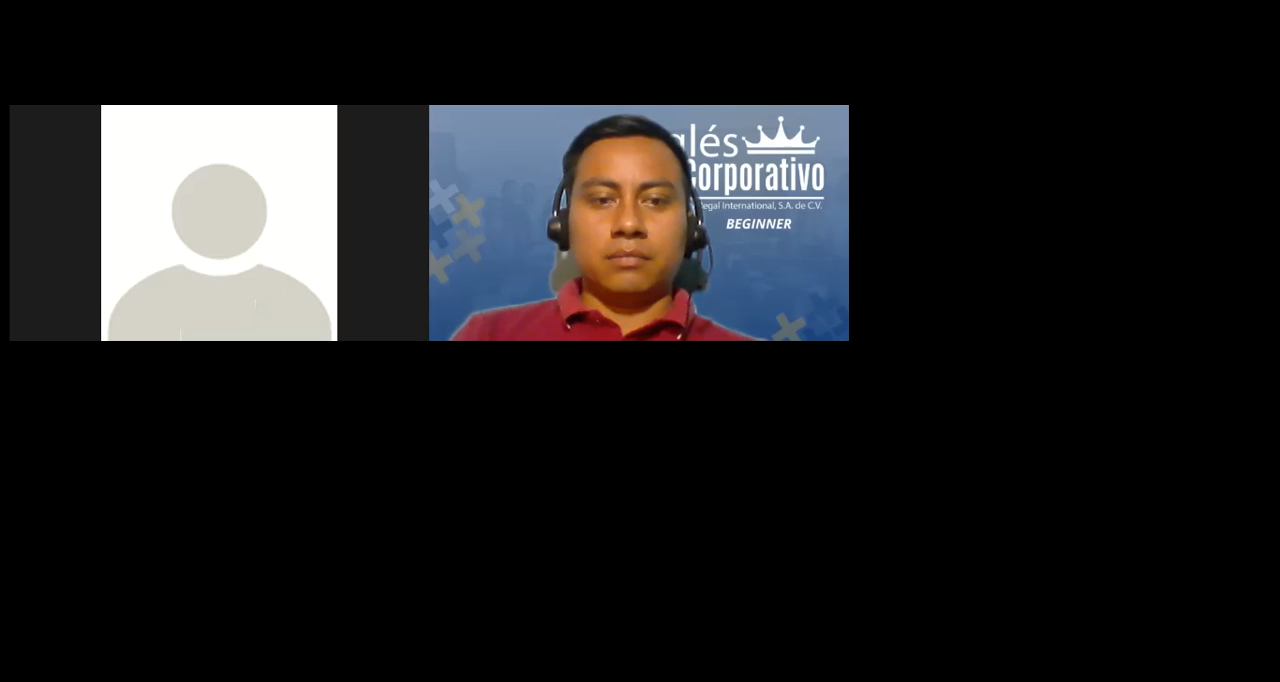 glés
Corporativo
egal International, S.A. de C.V.
BEGINNER